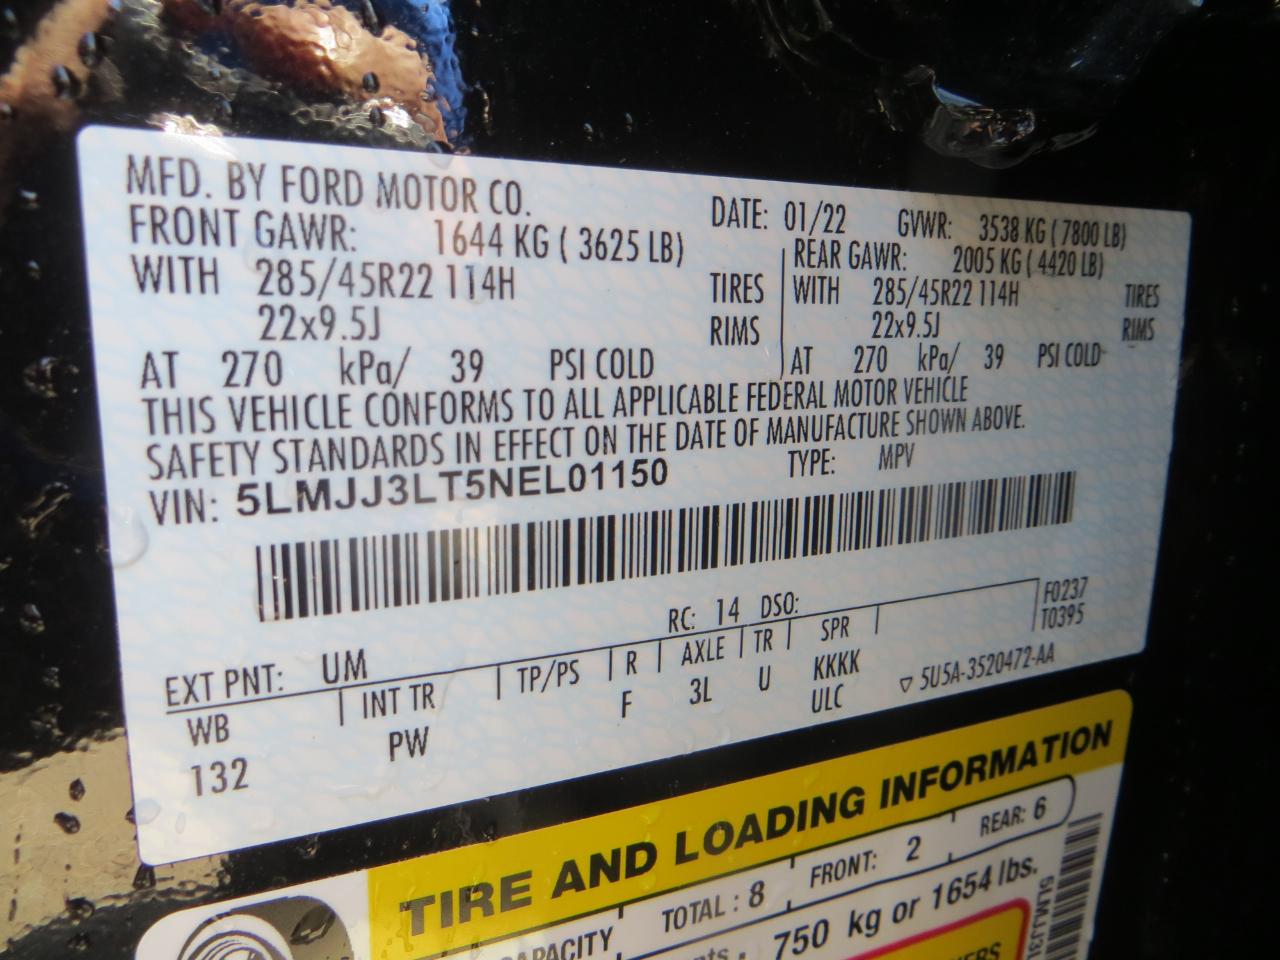 MFD. BY FORD MOTOR CO.
DATE: 01/22 GVWR: 3538 KG ( 7800 LB)
FRONT GAWR: 1644 KG ( 3625 LB) REAR GAWR: 2005 KG ( 4420 LB)
WITH 285/45R22 114H TIRES WITH 285/45R22 114H TIRES
22x9.5J RIMS 22x9.5J RIMS
AT 270 kPa/ 39 PSI COLD AT 270 kPa/ 39 PSI COLD
THIS VEHICLE CONFORMS TO ALL APPLICABLE FEDERAL MOTOR VEHICLE
SAFETY STANDARDS IN EFFECT ON THE DATE OF MANUFACTURE SHOWN ABOVE.
VIN: 5LMJJ3LT5NEL01150 TYPE: MPV
F0237
T0395
EXT PNT: UM RC: 14 DSO:
WB INT TR TP/PS R AXLE TR SPR
132 PW F 3L U KKKK
ULC ▽ 5U5A-3520472-AA
TIRE AND LOADING INFORMATION
CAPACITY TOTAL : 8 FRONT: 2 REAR: 6
750 kg or 1654 lbs.